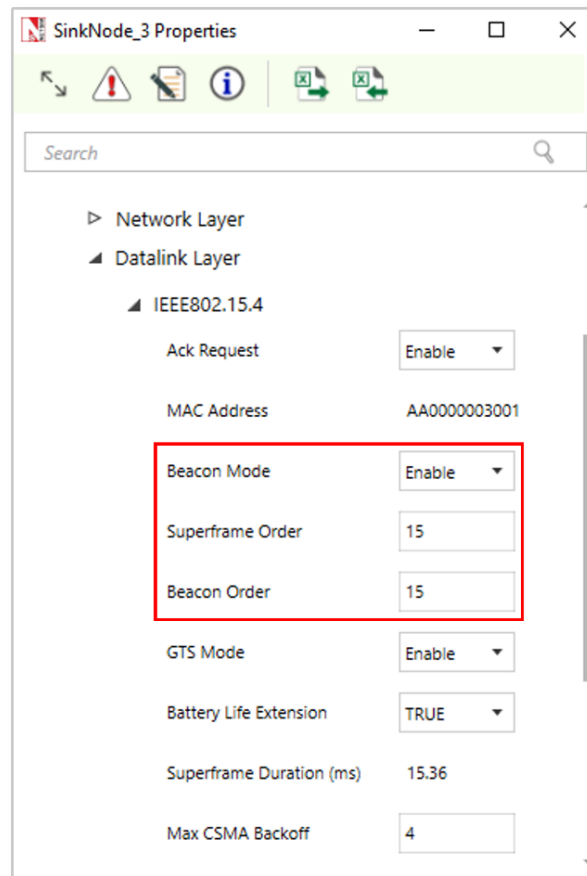 SinkNode_3 Properties
Search
Network Layer
Datalink Layer
IEEE802.15.4
Ack Request Enable
MAC Address AA0000003001
Beacon Mode Enable
Superframe Order 15
Beacon Order 15
GTS Mode Enable
Battery Life Extension TRUE
Superframe Duration (ms) 15.36
Max CSMA Backoff 4